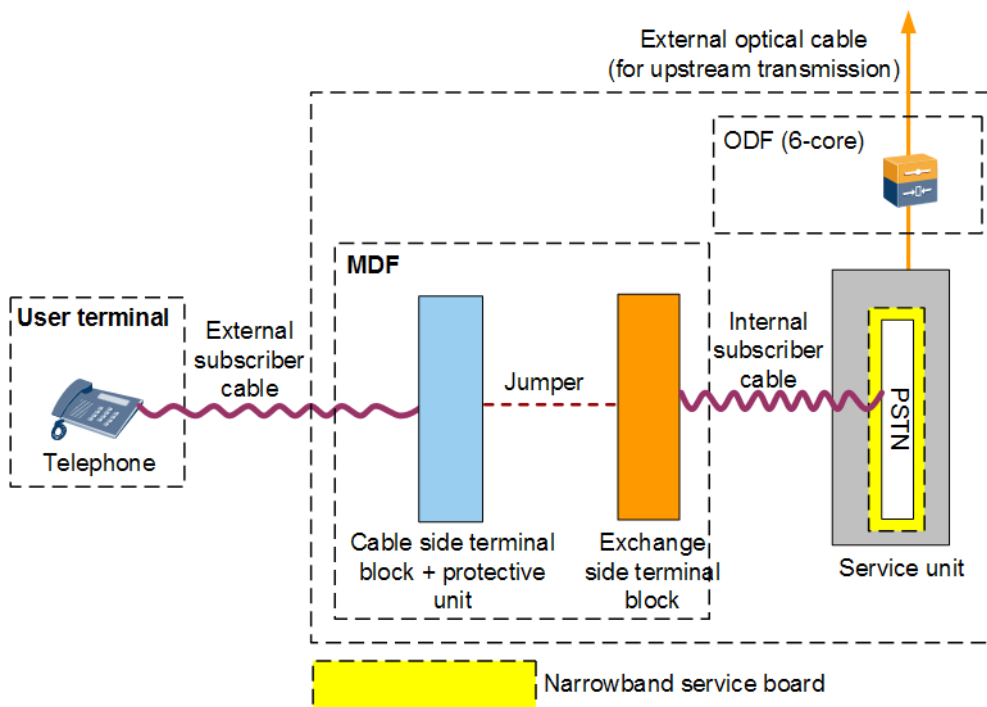 External optical cable
(for upstream transmission)
ODF (6-core)
MDF
User terminal
External
subscriber
cable
Jumper
Internal
subscriber
cable
PSTN
Telephone
Cable side terminal
block + protective
unit
Exchange
side terminal
block
Service unit
Narrowband service board